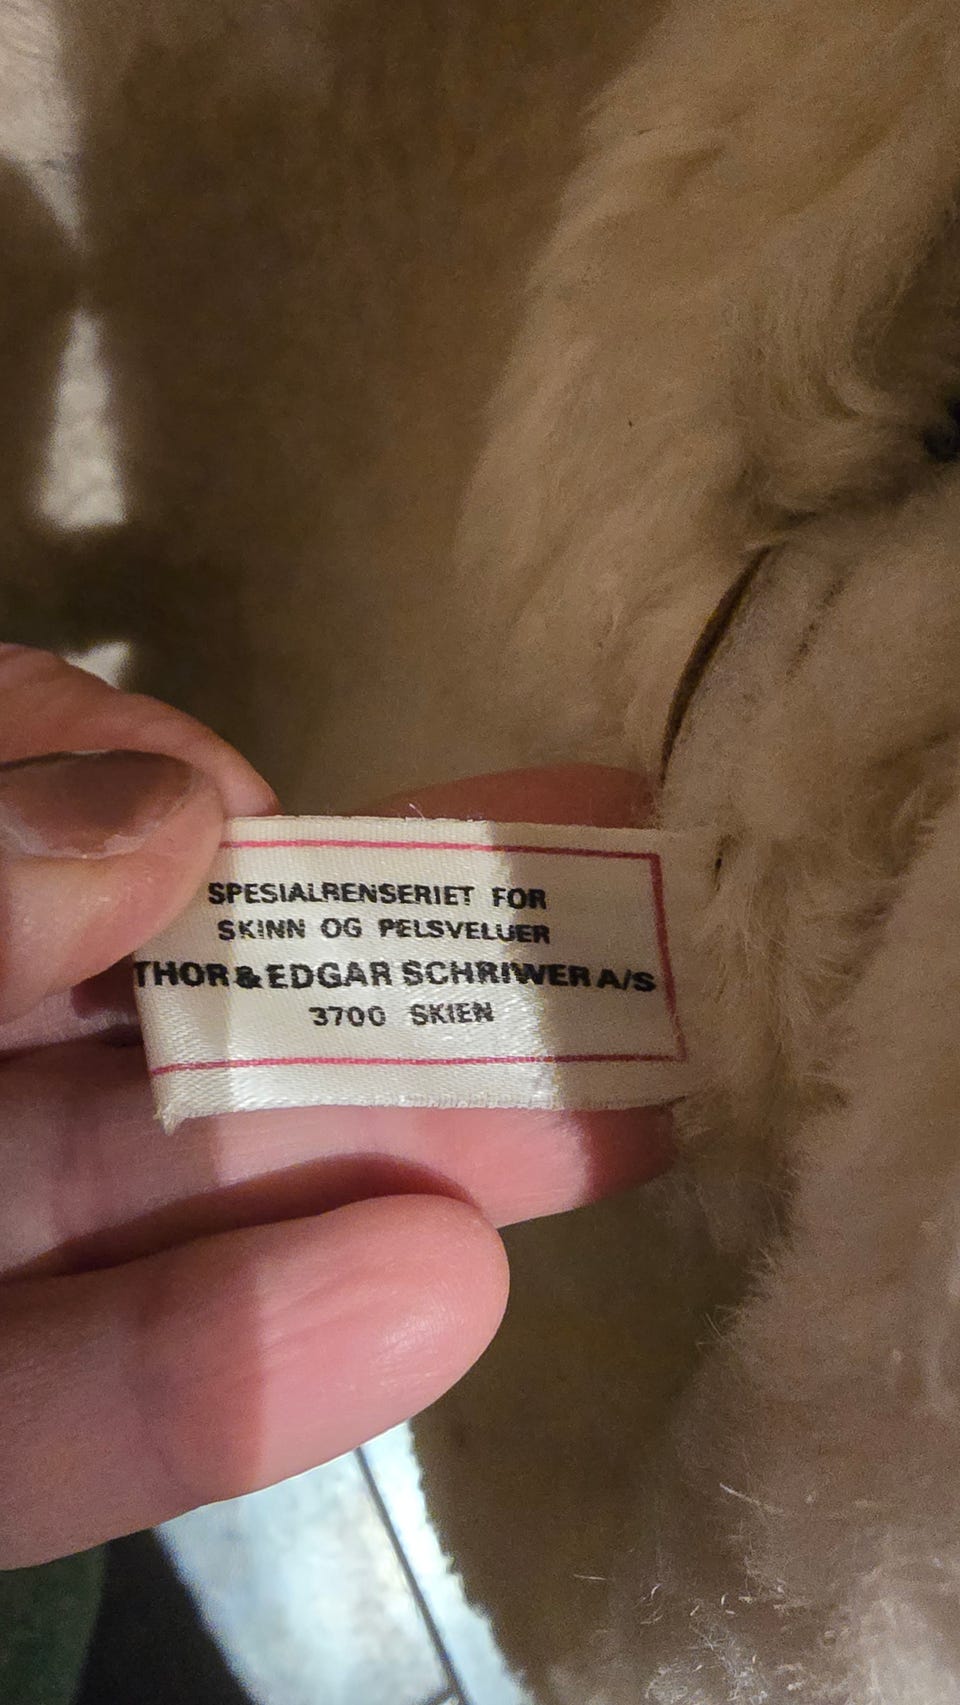 SPESIALRENSERIET FOR
SKINN OG PELSVELUER
THOR & EDGAR SCHRIWER A/S
3700 SKIEN